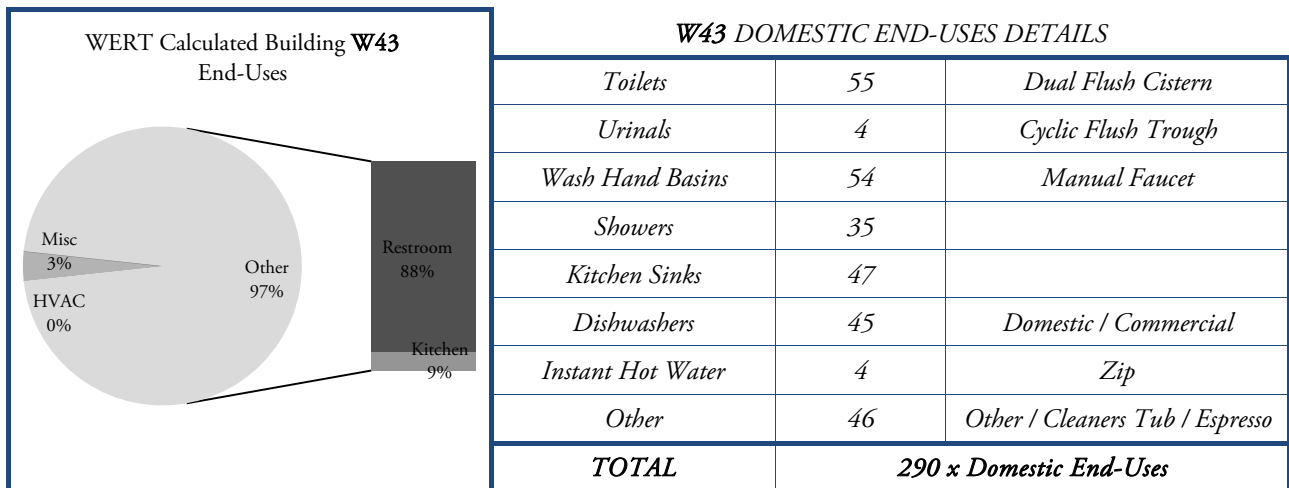 WERT Calculated Building W43
End-Uses
Misc
3%
HVAC
0%
Other
97%
Restroom
88%
Kitchen
9%
W43 DOMESTIC END-USES DETAILS
Toilets 55 Dual Flush Cistern
Urinals 4 Cyclic Flush Trough
Wash Hand Basins 54 Manual Faucet
Showers 35
Kitchen Sinks 47
Dishwashers 45 Domestic / Commercial
Instant Hot Water 4 Zip
Other 46 Other / Cleaners Tub / Espresso
TOTAL 290 x Domestic End-Uses